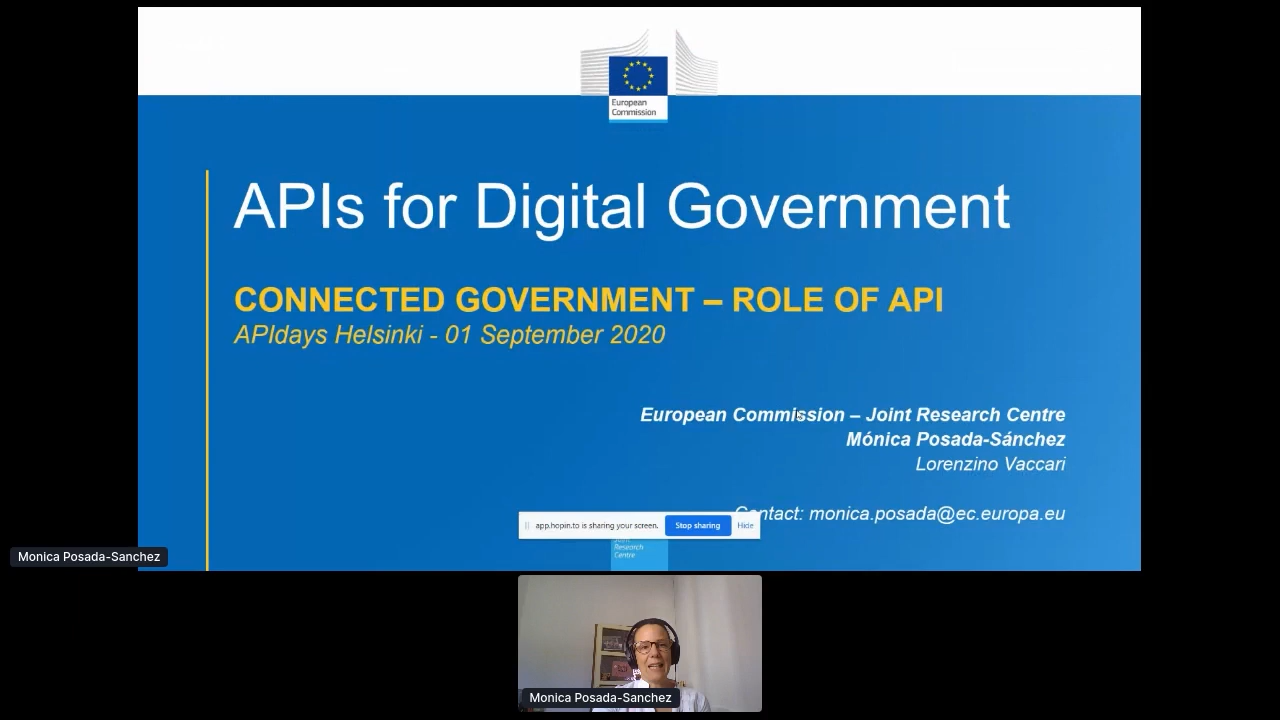 European
Commission
APIs for Digital Government
CONNECTED GOVERNMENT – ROLE OF API
APIdays Helsinki - 01 September 2020
European Commission – Joint Research Centre
Mónica Posada-Sánchez
Lorenzino Vaccari
Contact: monica.posada@ec.europa.eu
app.hopin.to is sharing your screen. Stop sharing Hide
Joint
Research
Centre
Monica Posada-Sanchez
Monica Posada-Sanchez